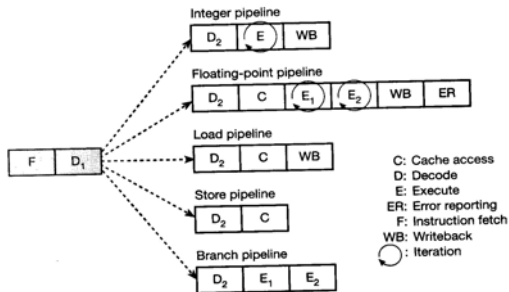 Integer pipeline
D2 E WB
Floating-point pipeline
D2 C E1 E2 WB ER
Load pipeline
F D1 D2 C WB
Store pipeline
D2 C
Branch pipeline
D2 E1 E2
C: Cache access
D: Decode
E: Execute
ER: Error reporting
F: Instruction fetch
WB: Writeback
: Iteration